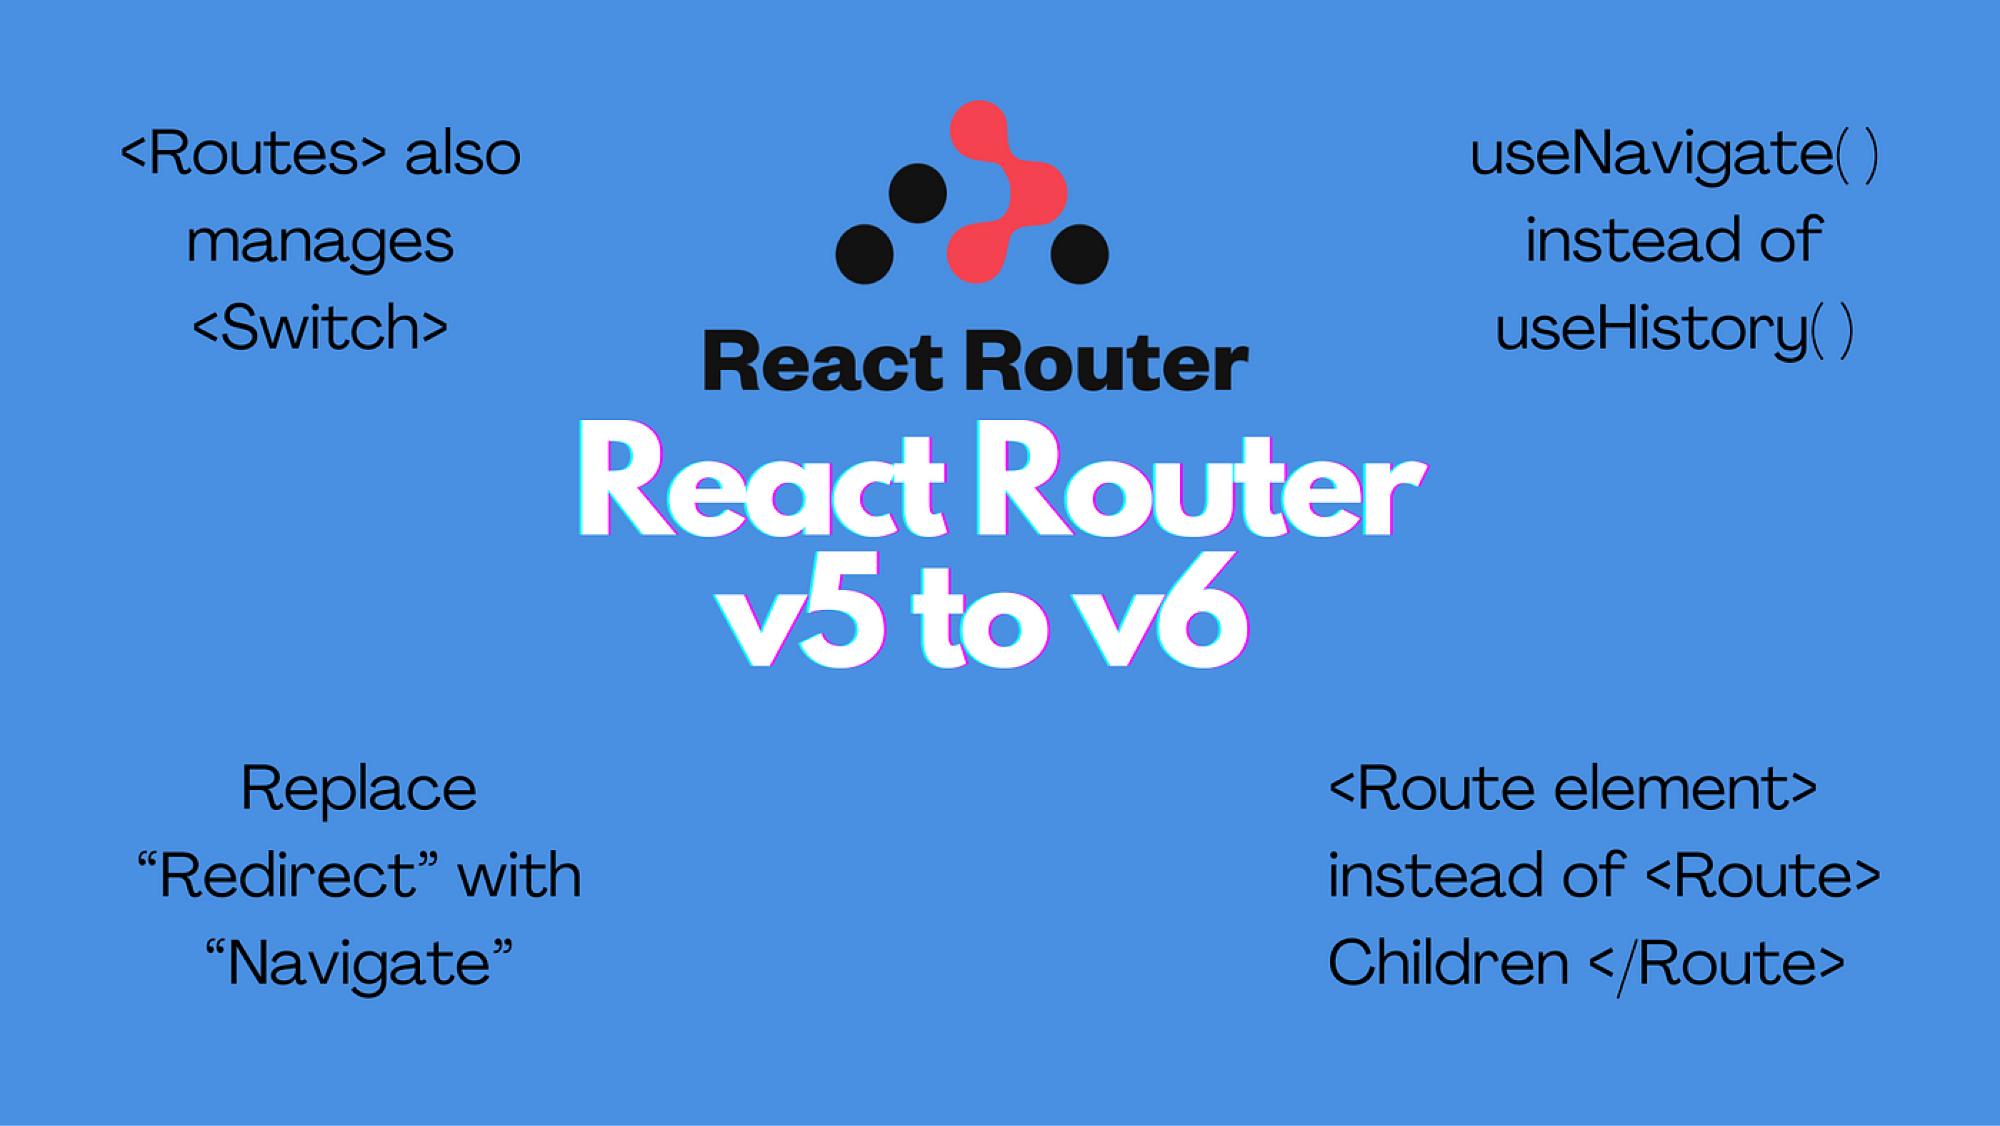 <Routes> also
manages
<Switch>
useNavigate( )
instead of
useHistory( )
React Router
React Router
v5 to v6
Replace
“Redirect” with
“Navigate”
<Route element>
instead of <Route>
Children </Route>